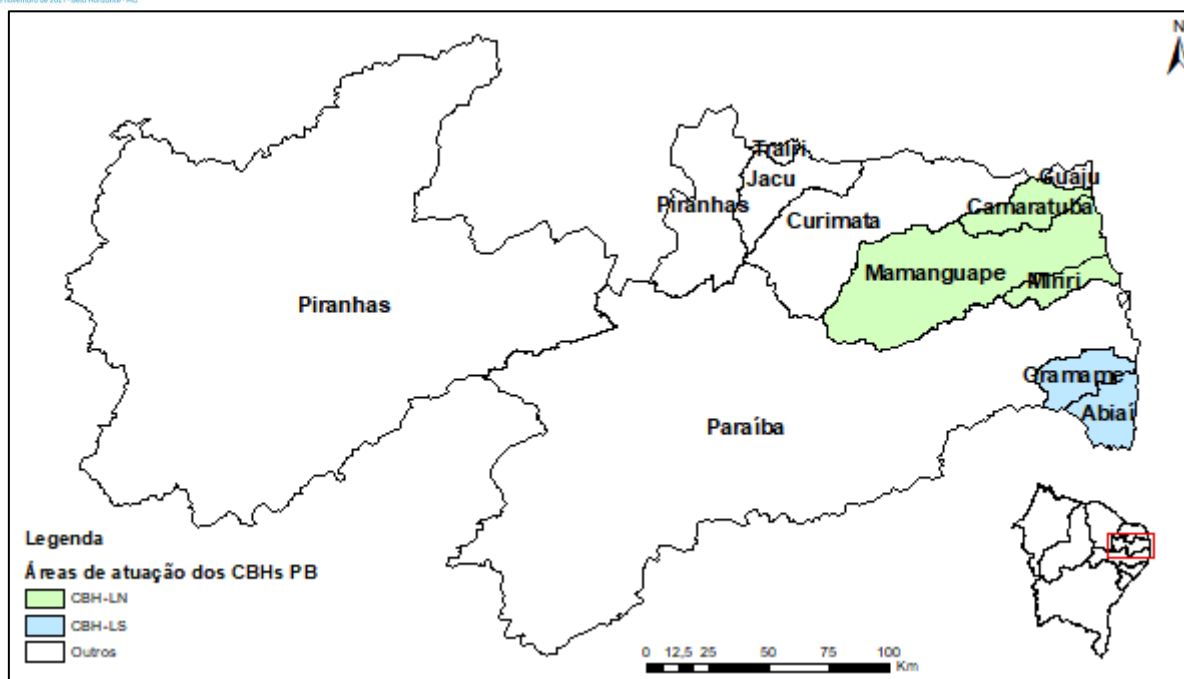 N
Trairi
Guaju
Jacu
Piranhas
Camaratuba
Curimata
Mamanguape
Miriri
Piranhas
Gramame
Abiaí
Paraíba
Legenda
Áreas de atuação dos CBHs PB
CBH-LN
CBH-LS
Outros
0 12,5 25 50 75 100
Km